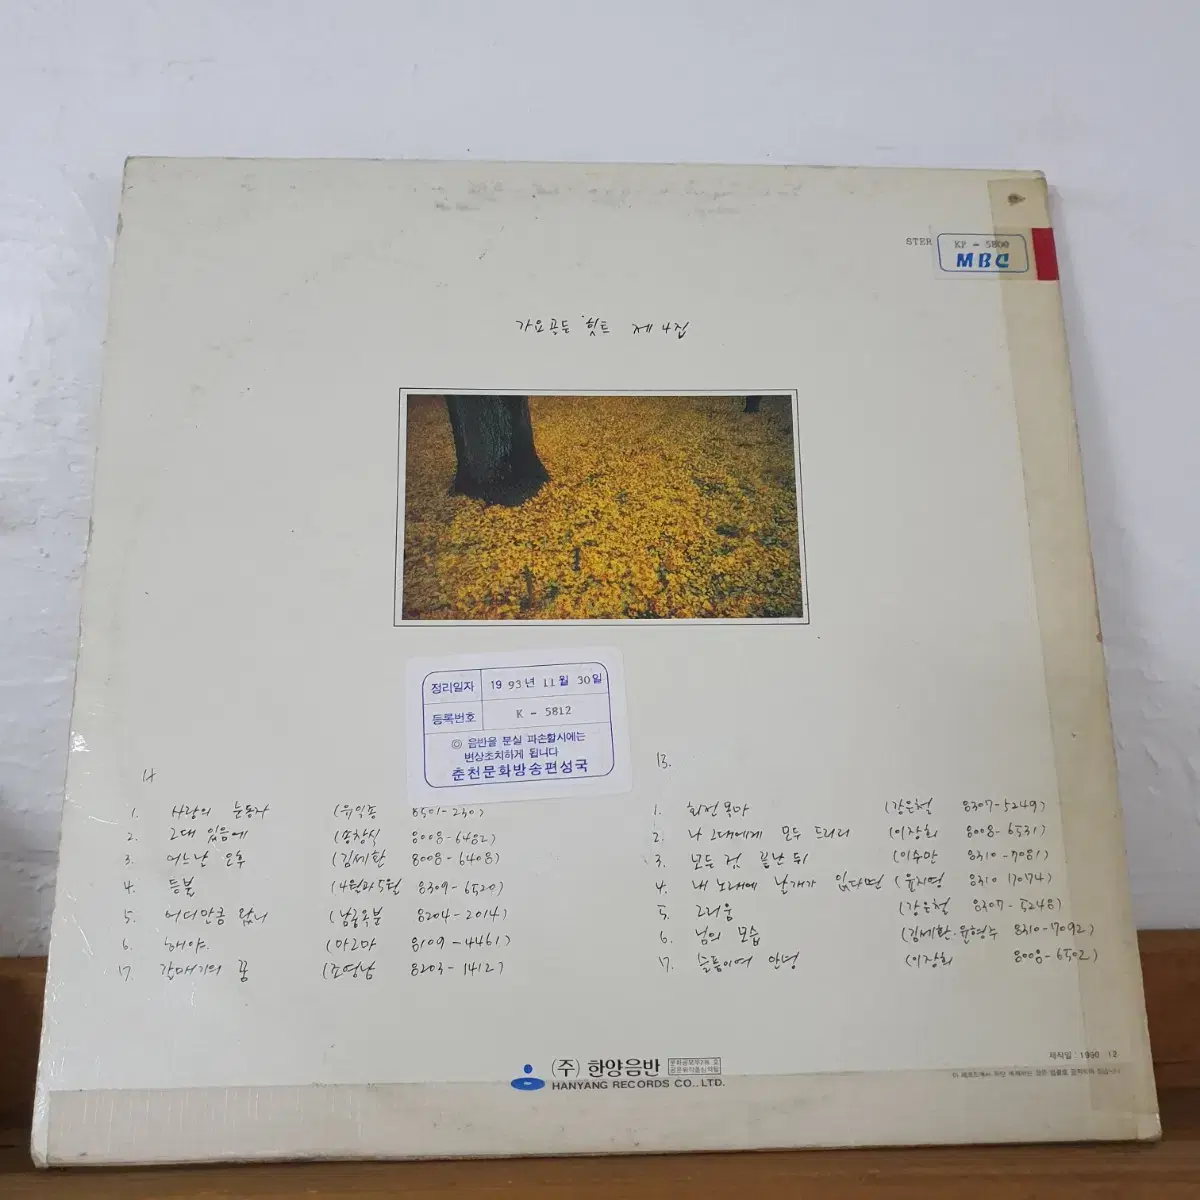 STER
KP - 5800
MBC
가요골든 힛트 제 4집
정리일자 1993년 11월 30일
등록번호 K - 5812
◎ 음반을 분실 파손할시에는
변상조치하게 됩니다
춘천문화방송편성국
A
1. 사랑의 눈동자 (유익종 8501-230)
2. 그대 있음에 (송창식 8008-6482)
3. 어느날 오후 (김세환 8008-6408)
4. 등불 (4월과 5월 8309-6520)
5. 어디만큼 왔니 (남궁옥분 8204-2014)
6. 해야. (마그마 8109-4461)
7. 갈매기의 꿈 (조영남 8203-1412)
B.
1. 회전목마 (강은철 8307-5249)
2. 나 그대에게 모두 드리리 (이장희 8008-6531)
3. 모든 것 끝난 뒤 (이수만 8310-7081)
4. 내 노래에 날개가 있다면 (윤지영 8310 7074)
5. 그리움 (강은철 8307-5248)
6. 님의 모습 (김세환·윤형주 8310-7092)
7. 슬픔이여 안녕 (이장희 8008-6502)
(주) 한양음반
HANYANG RECORDS CO., LTD.
제작일 : 1990 12